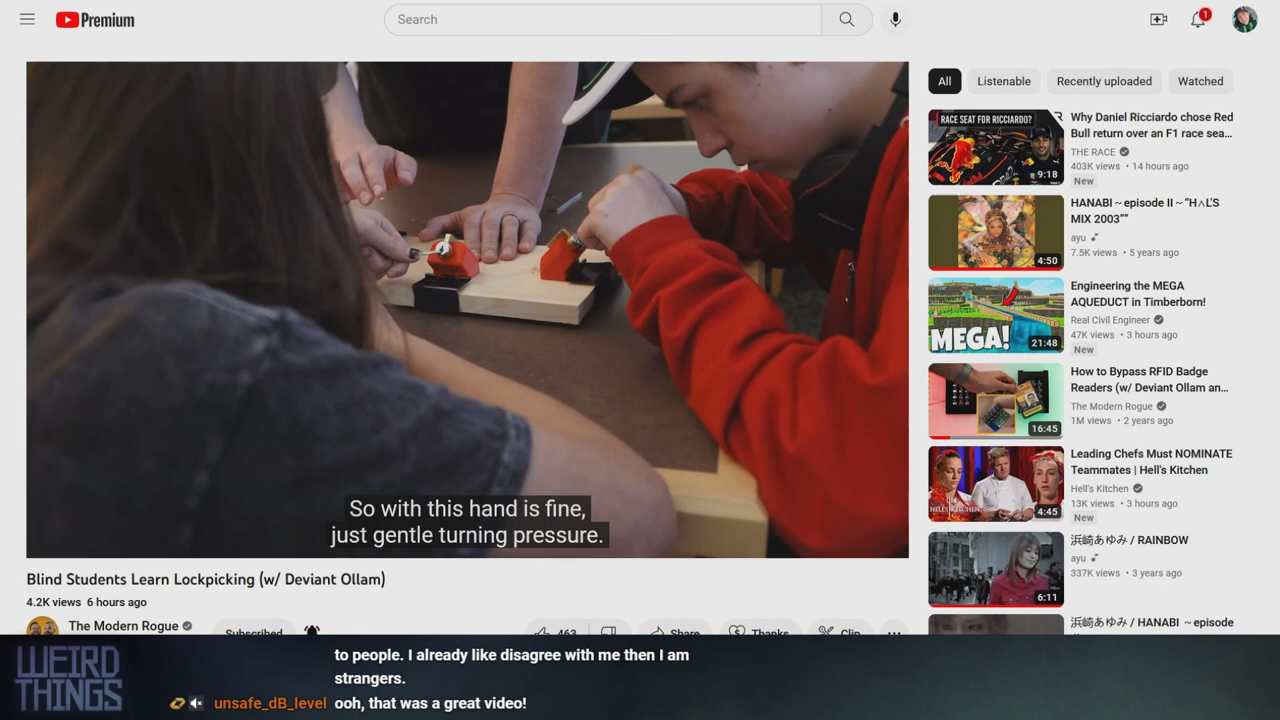 Premium
Search
1
So with this hand is fine,
just gentle turning pressure.
Blind Students Learn Lockpicking (w/ Deviant Ollam)
4.2K views 6 hours ago
The Modern Rogue
Subscribed
463
Share
Thanks
Clip
All
Listenable
Recently uploaded
Watched
RACE SEAT FOR RICCIARDO?
9:18
Why Daniel Ricciardo chose Red
Bull return over an F1 race sea...
THE RACE
403K views • 14 hours ago
New
4:50
HANABI ~ episode II ~ "H∧L'S
MIX 2003""
ayu
7.5K views • 5 years ago
MEGA!
21:48
Engineering the MEGA
AQUEDUCT in Timberborn!
Real Civil Engineer
47K views • 3 hours ago
New
16:45
How to Bypass RFID Badge
Readers (w/ Deviant Ollam an...
The Modern Rogue
1M views • 2 years ago
HELL'S KITCHEN
4:45
Leading Chefs Must NOMINATE
Teammates | Hell's Kitchen
Hell's Kitchen
13K views • 3 hours ago
New
6:11
浜崎あゆみ / RAINBOW
ayu
337K views • 3 years ago
浜崎あゆみ / HANABI ~episode
WEIRD
THINGS
to people. I already like disagree with me then I am
strangers.
unsafe_dB_level ooh, that was a great video!